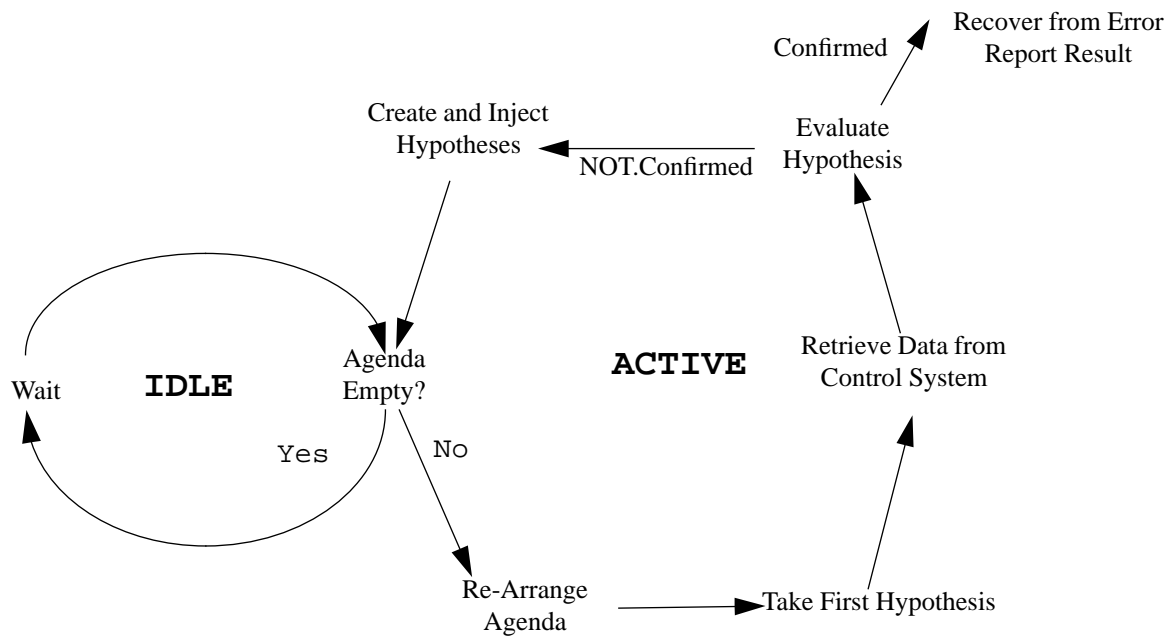 Recover from Error
Report Result
Confirmed
Create and Inject
Hypotheses
Evaluate
Hypothesis
NOT.Confirmed
Agenda
Empty?
Wait
IDLE
ACTIVE
Retrieve Data from
Control System
Yes
No
Re-Arrange
Agenda
Take First Hypothesis